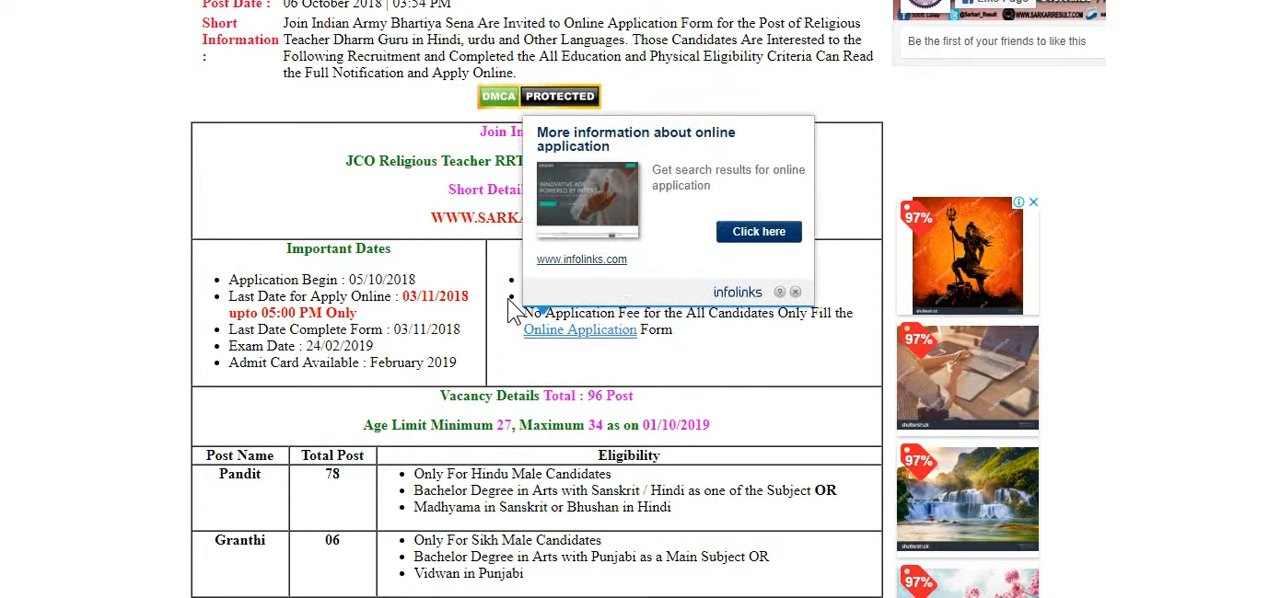 Post Date : 06 October 2018 | 03:54 PM
Short Information : Join Indian Army Bhartiya Sena Are Invited to Online Application Form for the Post of Religious
Teacher Dharm Guru in Hindi, urdu and Other Languages. Those Candidates Are Interested to the
Following Recruitment and Completed the All Education and Physical Eligibility Criteria Can Read
the Full Notification and Apply Online.
DMCA PROTECTED
Join In
JCO Religious Teacher RRT
Short Detai
WWW.SARK
More information about online
application
Get search results for online
application
Click here
www.infolinks.com
infolinks
Important Dates
Application Begin : 05/10/2018
Last Date for Apply Online : 03/11/2018
upto 05:00 PM Only
Last Date Complete Form : 03/11/2018
Exam Date : 24/02/2019
Admit Card Available : February 2019
No Application Fee for the All Candidates Only Fill the
Online Application Form
Vacancy Details Total : 96 Post
Age Limit Minimum 27, Maximum 34 as on 01/10/2019
Post Name Total Post Eligibility
Pandit 78
Only For Hindu Male Candidates
Bachelor Degree in Arts with Sanskrit / Hindi as one of the Subject OR
Madhyama in Sanskrit or Bhushan in Hindi
Granthi 06
Only For Sikh Male Candidates
Bachelor Degree in Arts with Punjabi as a Main Subject OR
Vidwan in Punjabi
WWW.SARKARIRESULT.COM
Be the first of your friends to like this
97%
97%
97%
97%